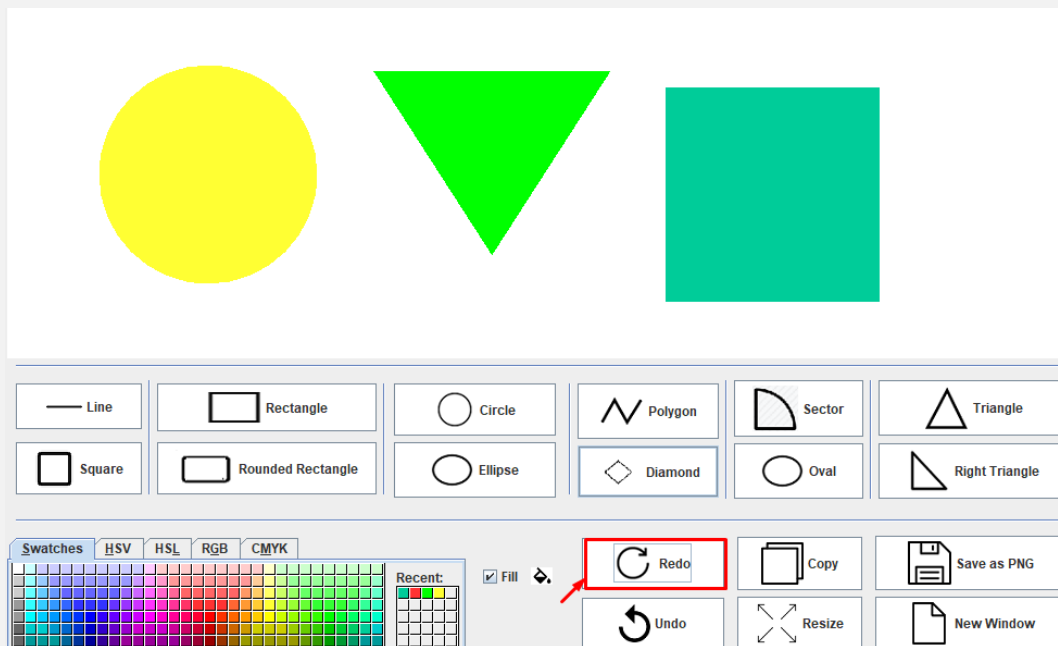 Line
Rectangle
Circle
Polygon
Sector
Triangle
Square
Rounded Rectangle
Ellipse
Diamond
Oval
Right Triangle
Swatches HSV HSL RGB CMYK
Recent:
Fill
Redo
Copy
Save as PNG
Undo
Resize
New Window